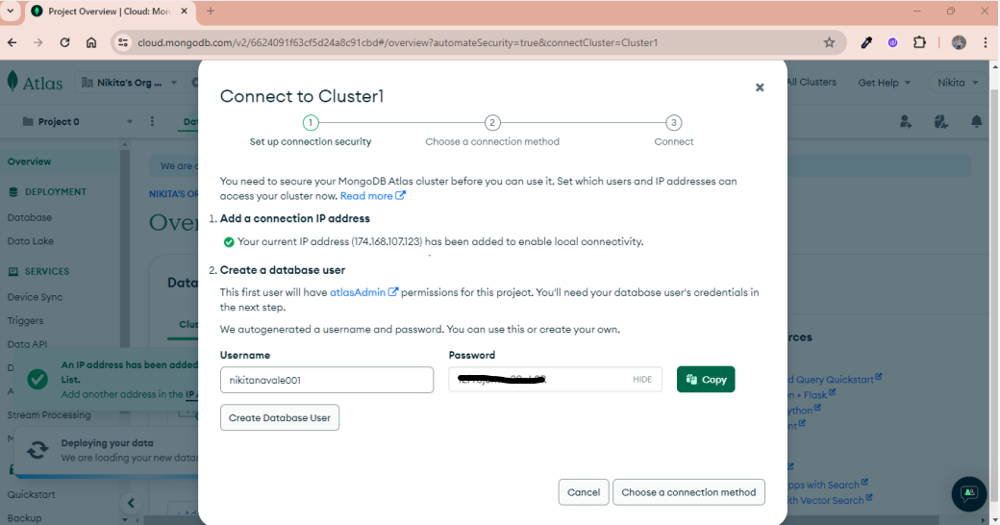 Project Overview | Cloud: Mon
cloud.mongodb.com/v2/6624091f63cf5d24a8c91cbd#/overview?automateSecurity=true&connectCluster=Cluster1
Atlas
Nikita's Org ...
All Clusters
Get Help
Nikita
Project 0
Dat
Overview
DEPLOYMENT
Database
Data Lake
SERVICES
Device Sync
Triggers
Data API
Stream Processing
Quickstart
Backup
We are
NIKITA'S OR
Over
Data
Clus
An IP address has been added
List.
Add another address in the IP A
Deploying your data
We are loading your new datas
Connect to Cluster1
1
2
3
Set up connection security
Choose a connection method
Connect
You need to secure your MongoDB Atlas cluster before you can use it. Set which users and IP addresses can
access your cluster now. Read more
1. Add a connection IP address
Your current IP address (174.168.107.123) has been added to enable local connectivity.
2. Create a database user
This first user will have atlasAdmin permissions for this project. You'll need your database user's credentials in
the next step.
We autogenerated a username and password. You can use this or create your own.
Username
Password
nikitanavale001
HIDE
Copy
Create Database User
Cancel
Choose a connection method
rces
d Query Quickstart
n + Flask
ython
nt
pps with Search
ith Vector Search